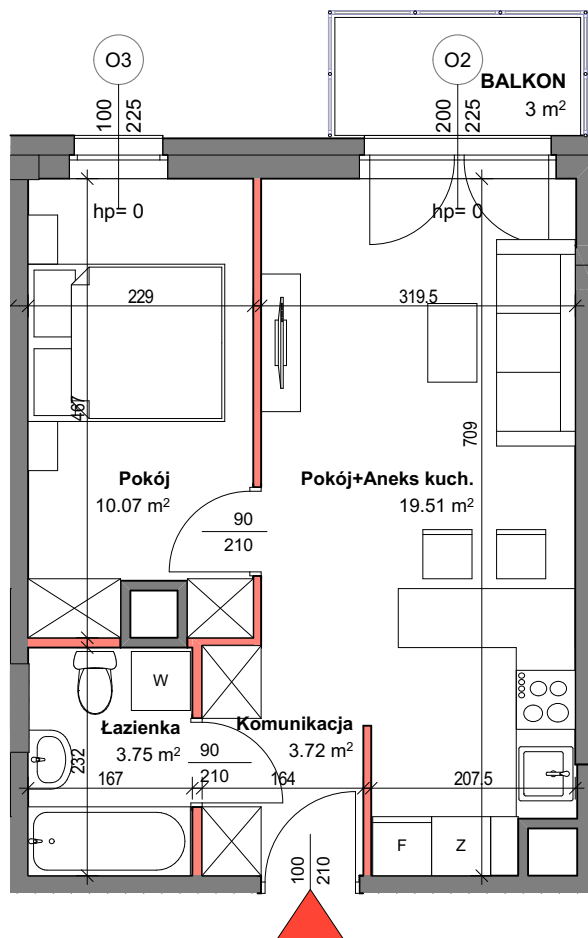 O3
O2
BALKON
3 m²
100
225
200
225
hp= 0
hp= 0
229
319.5
467
709
Pokój
10.07 m²
Pokój+Aneks kuch.
19.51 m²
90
210
W
Łazienka
3.75 m²
Komunikacja
3.72 m²
232
90
210
167
164
207.5
F
Z
100
210